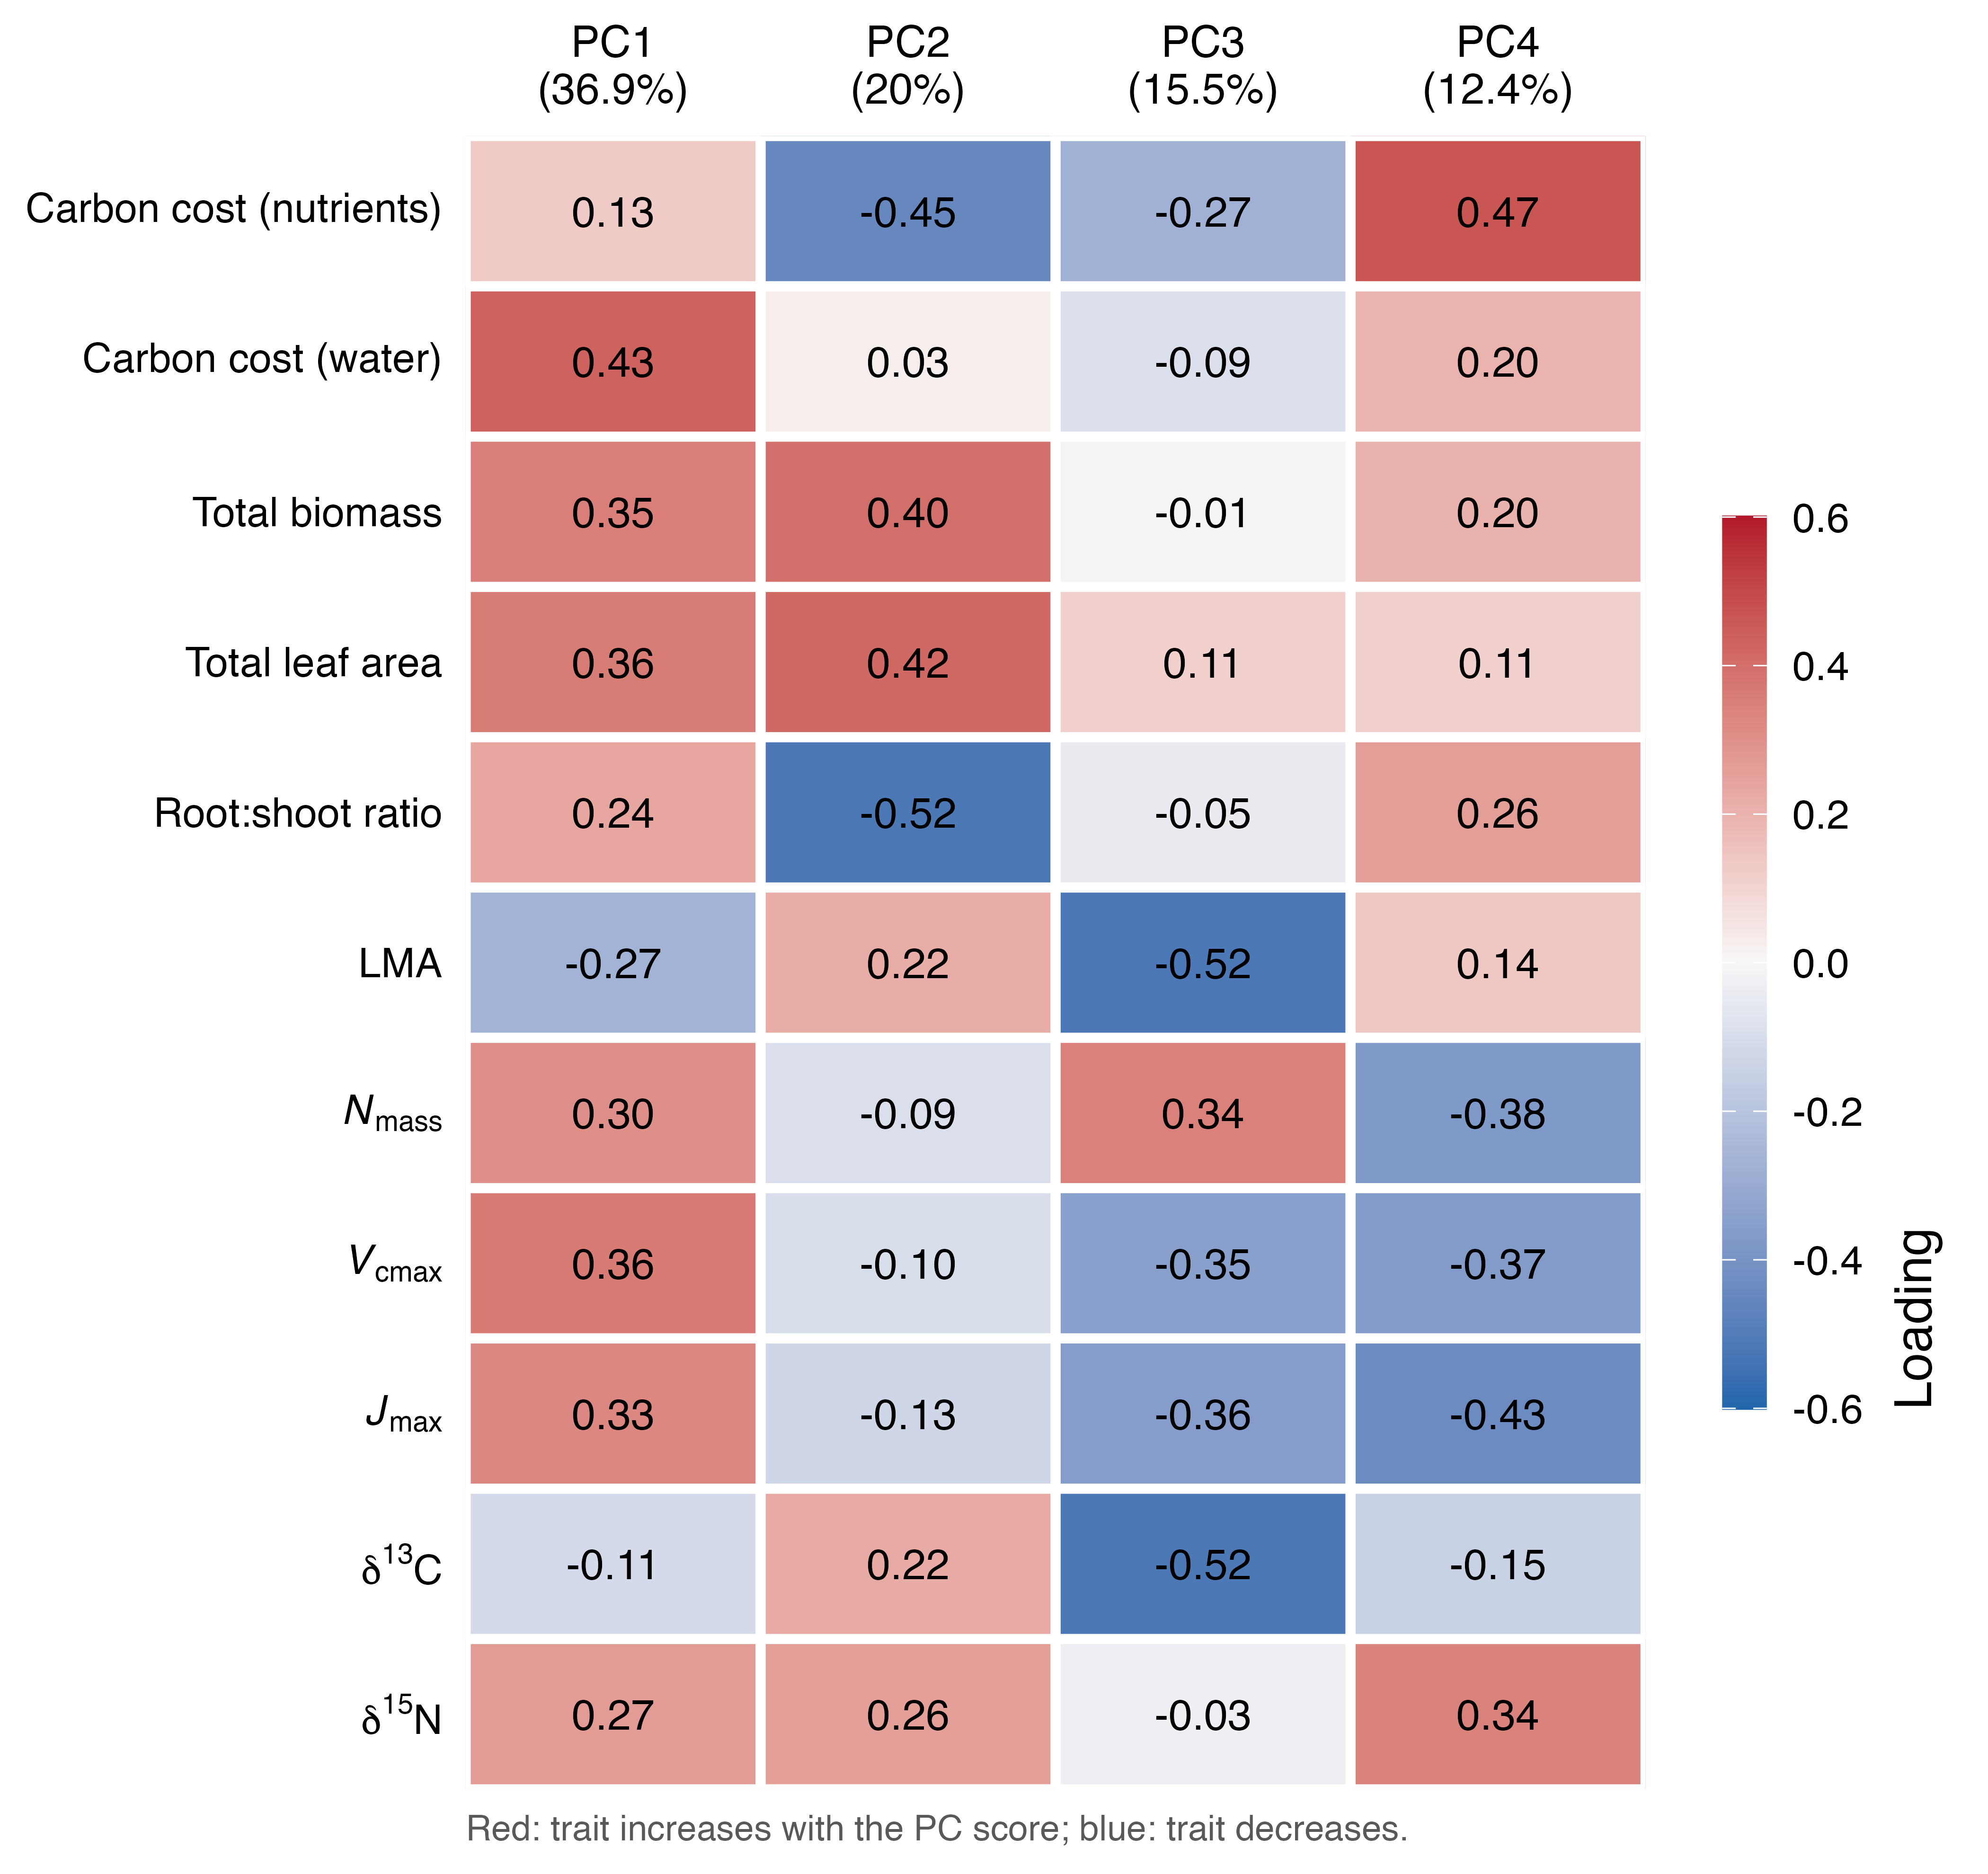 PC1 PC2 PC3 PC4
(36.9%) (20%) (15.5%) (12.4%)
Carbon cost (nutrients) 0.13 -0.45 -0.27 0.47
Carbon cost (water) 0.43 0.03 -0.09 0.20
Total biomass 0.35 0.40 -0.01 0.20
Total leaf area 0.36 0.42 0.11 0.11
Root:shoot ratio 0.24 -0.52 -0.05 0.26
LMA -0.27 0.22 -0.52 0.14
Nmass 0.30 -0.09 0.34 -0.38
Vcmax 0.36 -0.10 -0.35 -0.37
Jmax 0.33 -0.13 -0.36 -0.43
δ¹³C -0.11 0.22 -0.52 -0.15
δ¹⁵N 0.27 0.26 -0.03 0.34
0.6
0.4
0.2
0.0
-0.2
-0.4
-0.6
Loading
Red: trait increases with the PC score; blue: trait decreases.